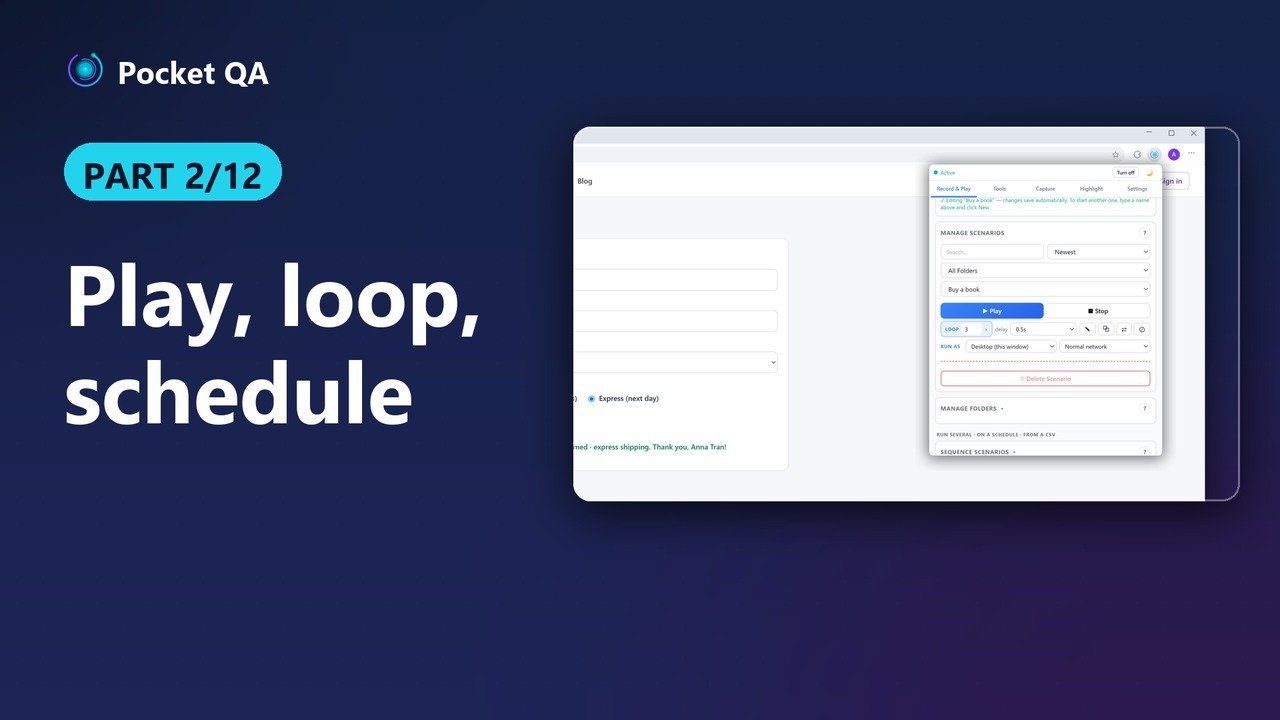 Pocket QA
PART 2/12
Play, loop,
schedule
Blog
Sign in
Active
Turn off
Record & Play
Tools
Capture
Highlight
Settings
Editing "Buy a book" — changes save automatically. To start another one, type a name
above and click New.
MANAGE SCENARIOS
?
Search...
Newest
All Folders
Buy a book
▶ Play
■ Stop
LOOP
3
delay
0.5s
RUN AS
Desktop (this window)
Normal network
Delete Scenario
MANAGE FOLDERS
?
RUN SEVERAL · ON A SCHEDULE · FROM A CSV
SEQUENCE SCENARIOS
?
Express (next day)
med - express shipping. Thank you, Anna Tran!
A